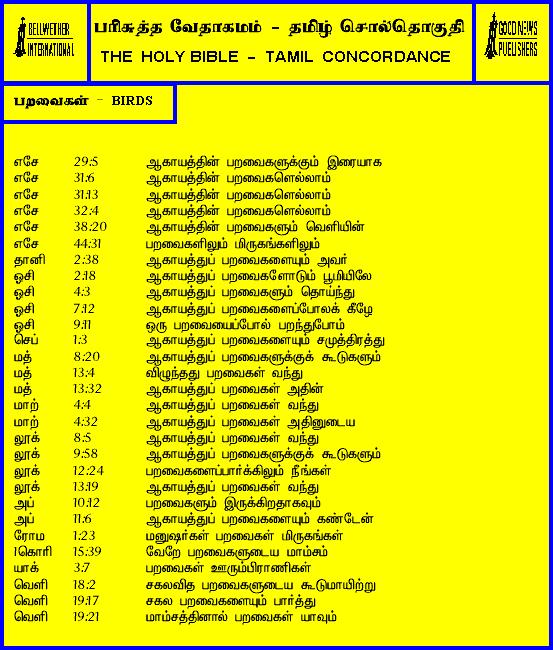 BELLWETHER
INTERNATIONAL
பரிசுத்த வேதாகமம் - தமிழ் சொல்தொகுதி
THE HOLY BIBLE - TAMIL CONCORDANCE
GOOD NEWS
PUBLISHERS
பறவைகள் - BIRDS
எசே 29:5 ஆகாயத்தின் பறவைகளுக்கும் இரையாக
எசே 31:6 ஆகாயத்தின் பறவைகளெல்லாம்
எசே 31:13 ஆகாயத்தின் பறவைகளெல்லாம்
எசே 32:4 ஆகாயத்தின் பறவைகளெல்லாம்
எசே 38:20 ஆகாயத்தின் பறவைகளும் வெளியின்
எசே 44:31 பறவைகளிலும் மிருகங்களிலும்
தானி 2:38 ஆகாயத்துப் பறவைகளையும் அவர்
ஓசி 2:18 ஆகாயத்துப் பறவைகளோடும் பூமியிலே
ஓசி 4:3 ஆகாயத்துப் பறவைகளும் தொய்ந்து
ஓசி 7:12 ஆகாயத்துப் பறவைகளைப்போலக் கீழே
ஓசி 9:11 ஒரு பறவையைப்போல் பறந்துபோம்
செப் 1:3 ஆகாயத்துப் பறவைகளையும் சமுத்திரத்து
மத் 8:20 ஆகாயத்துப் பறவைகளுக்குக் கூடுகளும்
மத் 13:4 விழுந்தது பறவைகள் வந்து
மத் 13:32 ஆகாயத்துப் பறவைகள் அதின்
மாற் 4:4 ஆகாயத்துப் பறவைகள் வந்து
மாற் 4:32 ஆகாயத்துப் பறவைகள் அதினுடைய
லூக் 8:5 ஆகாயத்துப் பறவைகள் வந்து
லூக் 9:58 ஆகாயத்துப் பறவைகளுக்குக் கூடுகளும்
லூக் 12:24 பறவைகளைப்பார்க்கிலும் நீங்கள்
லூக் 13:19 ஆகாயத்துப் பறவைகள் வந்து
அப் 10:12 பறவைகளும் இருக்கிறதாகவும்
அப் 11:6 ஆகாயத்துப் பறவைகளையும் கண்டேன்
ரோம 1:23 மனுஷர்கள் பறவைகள் மிருகங்கள்
1கொரி 15:39 வேறே பறவைகளுடைய மாம்சம்
யாக் 3:7 பறவைகள் ஊரும்பிராணிகள்
வெளி 18:2 சகலவித பறவைகளுடைய கூடுமாயிற்று
வெளி 19:17 சகல பறவைகளையும் பார்த்து
வெளி 19:21 மாம்சத்தினால் பறவைகள் யாவும்